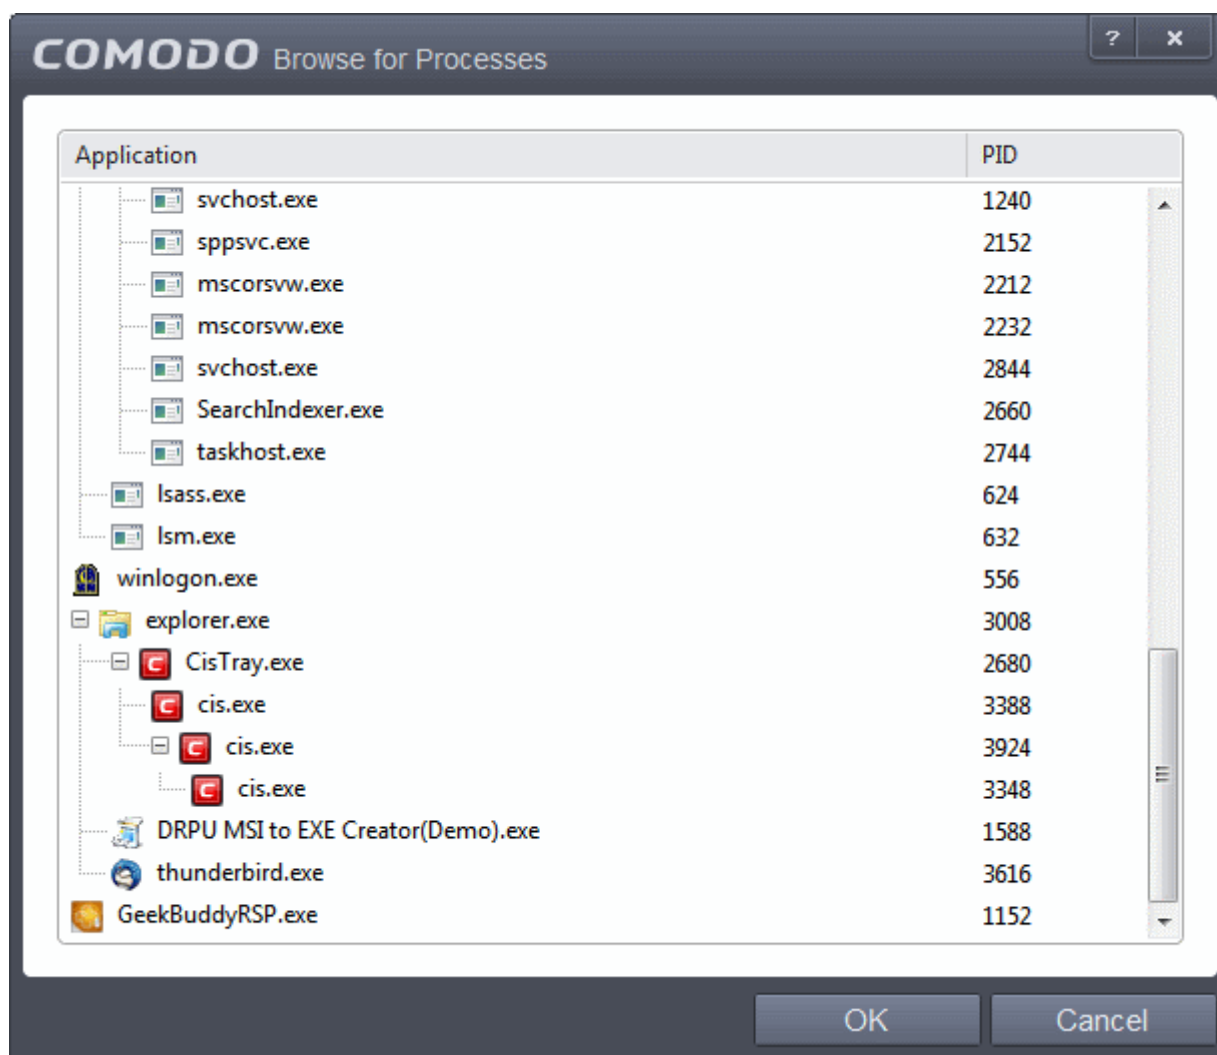 COMODO Browse for Processes ? x
Application PID
svchost.exe 1240
sppsvc.exe 2152
mscorsvw.exe 2212
mscorsvw.exe 2232
svchost.exe 2844
SearchIndexer.exe 2660
taskhost.exe 2744
lsass.exe 624
lsm.exe 632
winlogon.exe 556
explorer.exe 3008
CisTray.exe 2680
cis.exe 3388
cis.exe 3924
cis.exe 3348
DRPU MSI to EXE Creator(Demo).exe 1588
thunderbird.exe 3616
GeekBuddyRSP.exe 1152
OK Cancel